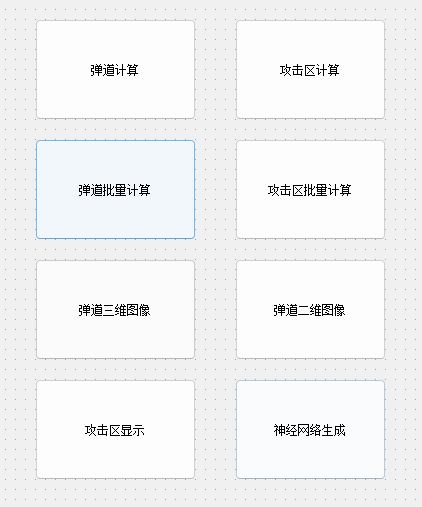 弹道计算
攻击区计算
弹道批量计算
攻击区批量计算
弹道三维图像
弹道二维图像
攻击区显示
神经网络生成